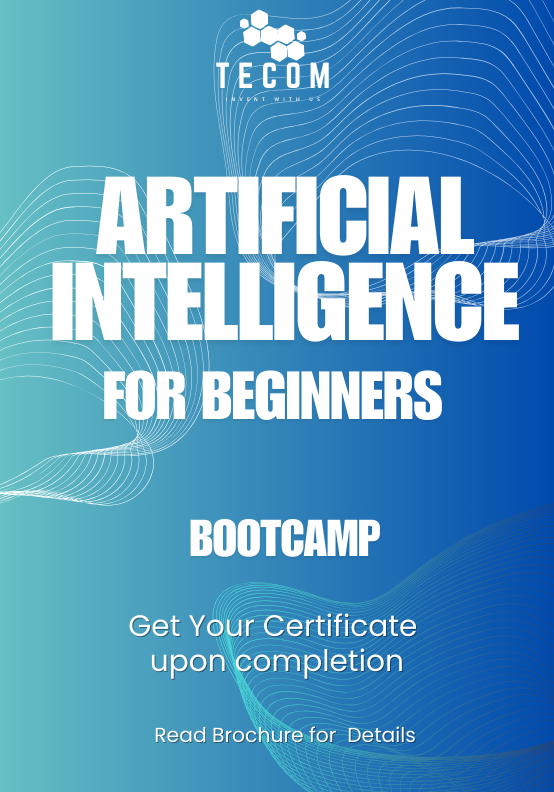 TECOM
INVENT WITH US
ARTIFICIAL
INTELLIGENCE
FOR BEGINNERS
BOOTCAMP
Get Your Certificate
upon completion
Read Brochure for Details